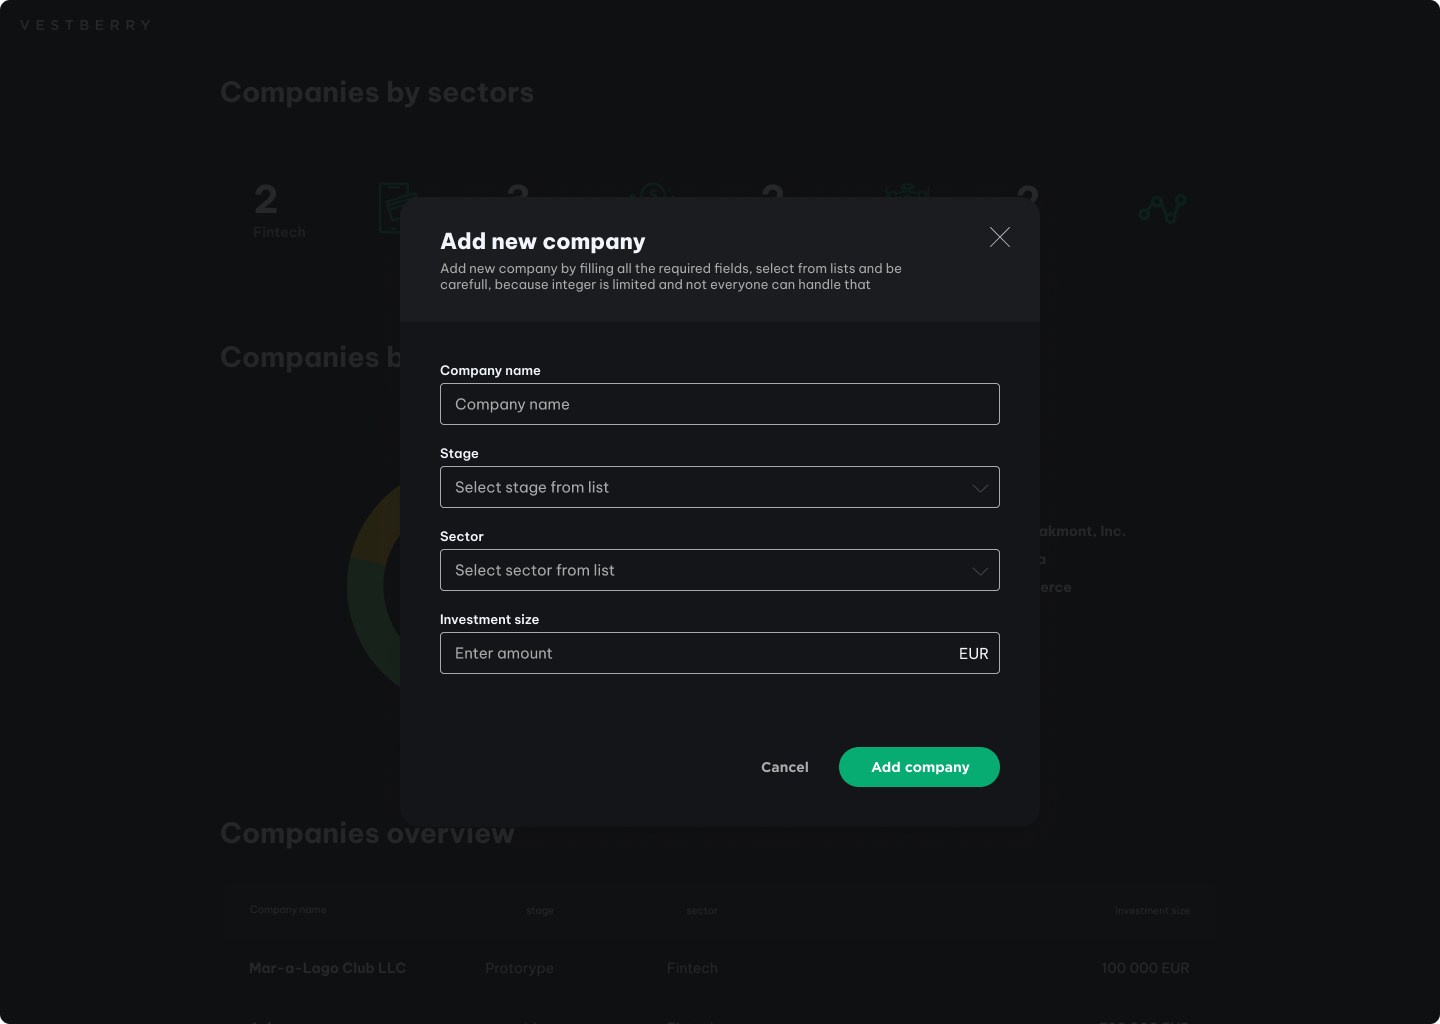 VESTBERRY
Companies by sectors
2
Fintech
2
Add new company
Add new company by filling all the required fields, select from lists and be
carefull, because integer is limited and not everyone can handle that
Companies b
Company name
Company name
Stage
Select stage from list
Sector
Select sector from list
Investment size
Enter amount EUR
akmont, Inc.
a
erce
Cancel Add company
Companies overview
Company name stage sector Investment size
Mar-a-Lago Club LLC Protorype Fintech 100 000 EUR